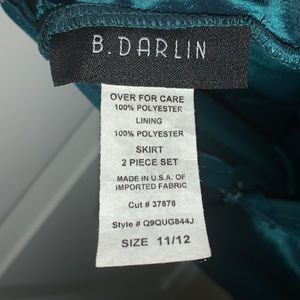 B.DARLIN
OVER FOR CARE
100% POLYESTER
LINING
100% POLYESTER
SKIRT
2 PIECE SET
MADE IN U.S.A. OF
IMPORTED FABRIC
Cut # 37878
Style # Q9QUG844J
SIZE 11/12